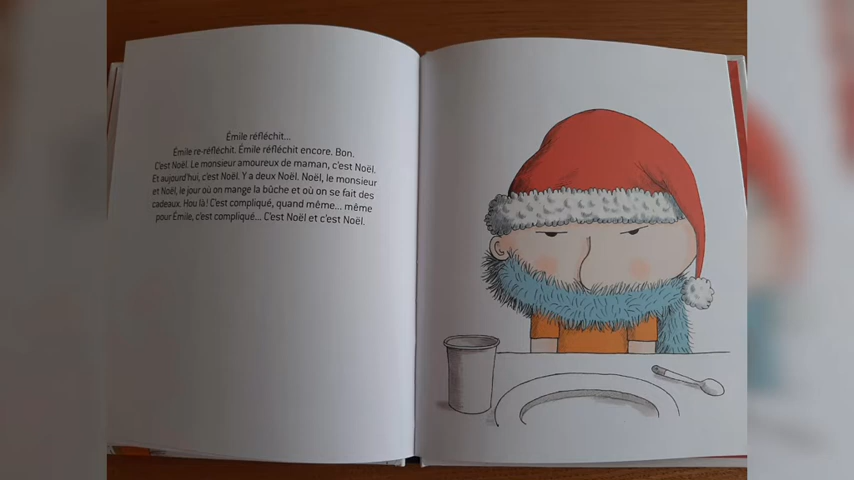 Émile réfléchit...
Émile re-réfléchit. Émile réfléchit encore. Bon.
C'est Noël. Le monsieur amoureux de maman, c'est Noël.
Et aujourd'hui, c'est Noël. Y a deux Noël. Noël, le monsieur
et Noël, le jour où on mange la bûche et où on se fait des
cadeaux. Hou là! C'est compliqué, quand même... même
pour Émile, c'est compliqué... C'est Noël et c'est Noël.